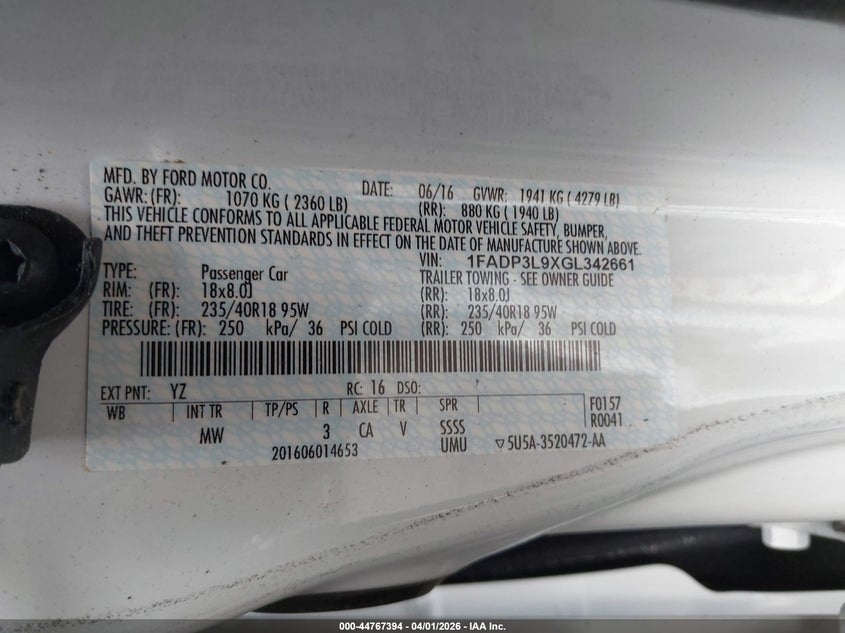 MFD. BY FORD MOTOR CO. DATE: 06/16 GVWR: 1941 KG ( 4279 LB)
GAWR: (FR): 1070 KG ( 2360 LB) (RR): 880 KG ( 1940 LB)
THIS VEHICLE CONFORMS TO ALL APPLICABLE FEDERAL MOTOR VEHICLE SAFETY, BUMPER,
AND THEFT PREVENTION STANDARDS IN EFFECT ON THE DATE OF MANUFACTURE SHOWN ABOVE.
VIN: 1FADP3L9XGL342661
TYPE: Passenger Car TRAILER TOWING - SEE OWNER GUIDE
RIM: (FR): 18x8.0J (RR): 18x8.0J
TIRE: (FR): 235/40R18 95W (RR): 235/40R18 95W
PRESSURE: (FR): 250 kPa/ 36 PSI COLD (RR): 250 kPa/ 36 PSI COLD
EXT PNT: YZ RC: 16 DSO:
WB INT TR TP/PS R AXLE TR SPR F0157
MW 3 CA V SSSS R0041
201606014653 UMU ▽5U5A-3520472-AA
000-44767394 | 04/01/2026 | IAA Inc.